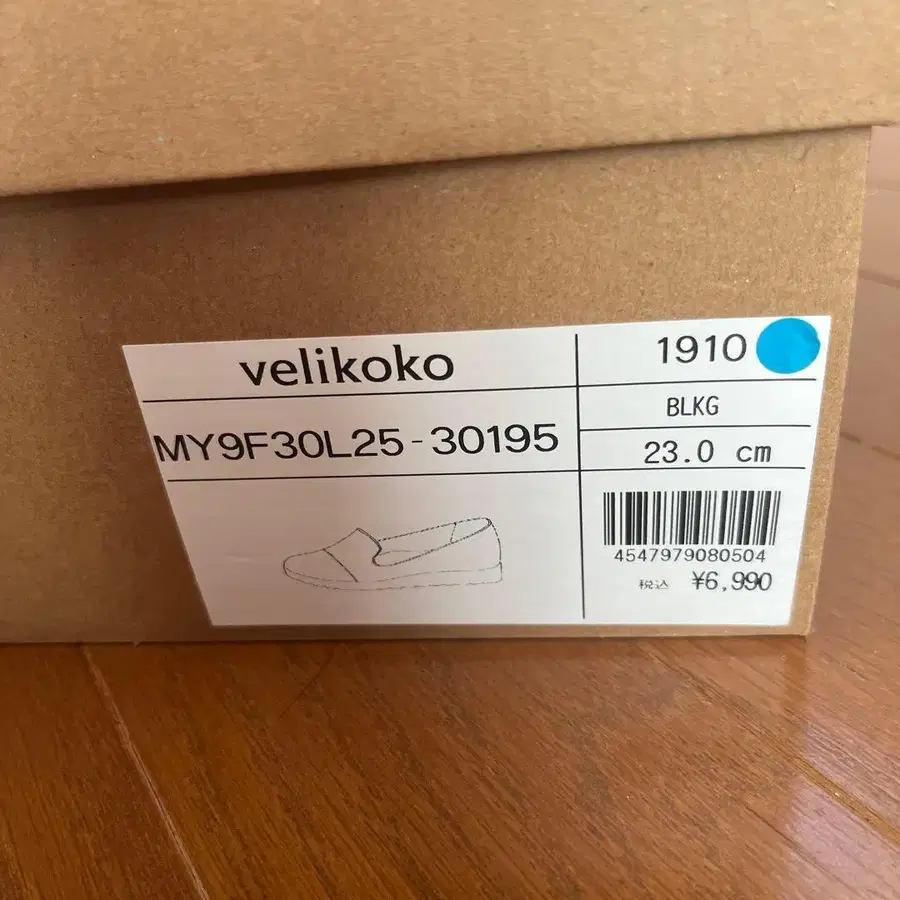 velikoko
1910
MY9F30L25-30195
BLKG
23.0 cm
4547979080504
税込 ¥6,990